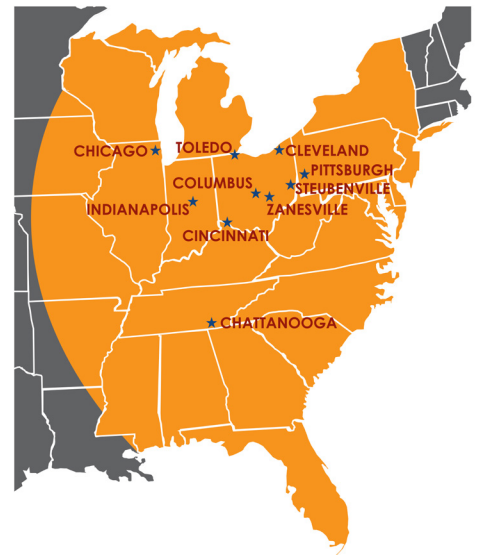 CHICAGO
TOLEDO
CLEVELAND
PITTSBURGH
COLUMBUS
STEUBENVILLE
INDIANAPOLIS
ZANESVILLE
CINCINNATI
CHATTANOOGA